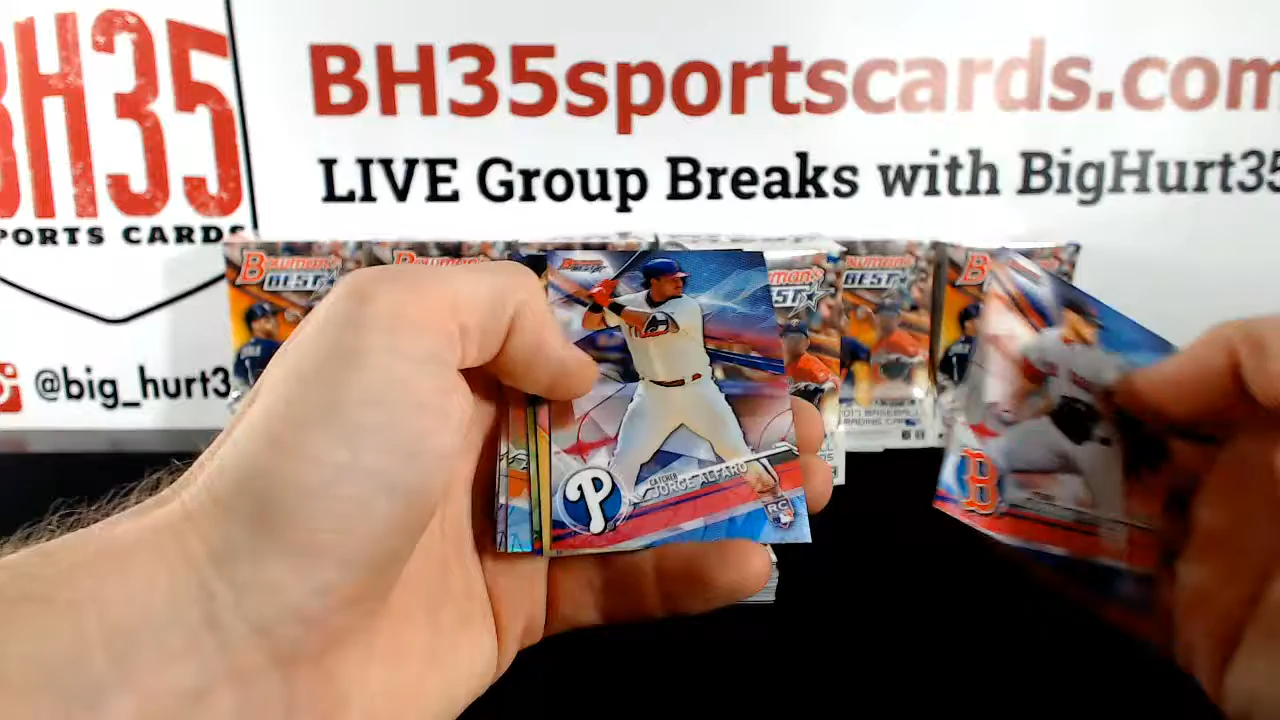 BH35
PORTS CARDS
@big_hurt3
BH35sportscards.com
LIVE Group Breaks with BigHurt35
BOWMAN'S
BEST
BOWMAN'S
BEST
BOWMAN'S
BEST
2017 BASEBALL
TRADING CARDS
B
P
CATCHER
JORGE ALFARO
RC
B